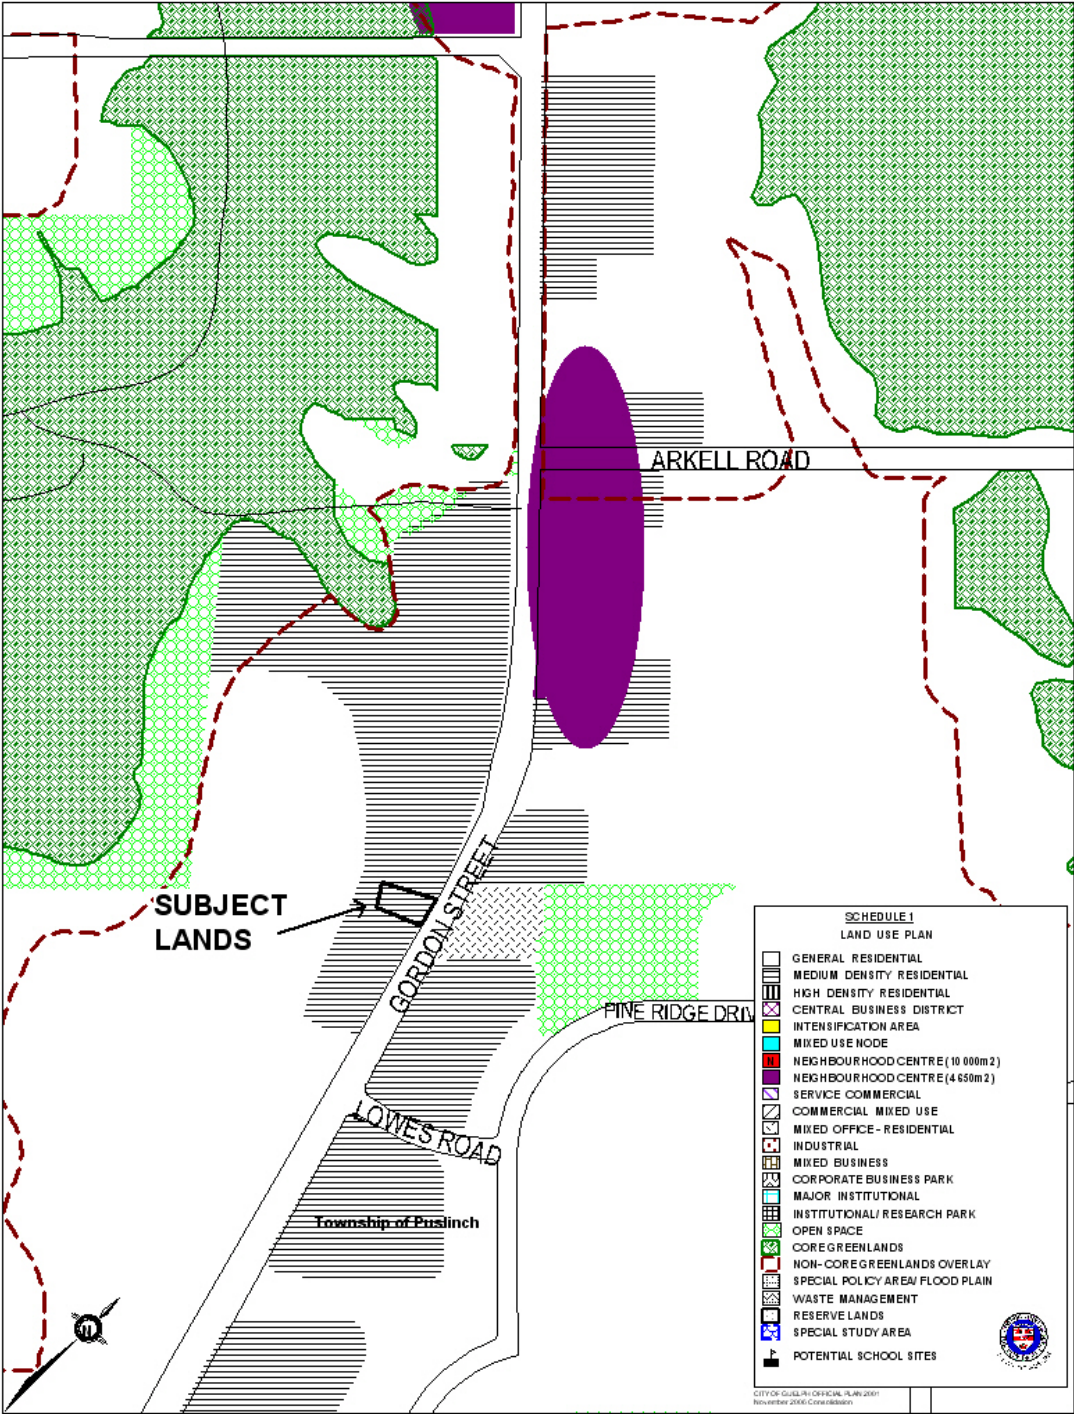 ARKELL ROAD
GORDON STREET
SUBJECT
LANDS
PINE RIDGE DRIV
LOWES ROAD
Township of Puslinch
N
SCHEDULE 1
LAND USE PLAN
GENERAL RESIDENTIAL
MEDIUM DENSITY RESIDENTIAL
HIGH DENSITY RESIDENTIAL
CENTRAL BUSINESS DISTRICT
INTENSIFICATION AREA
MIXED USE NODE
N NEIGHBOURHOOD CENTRE (10 000m2)
NEIGHBOURHOOD CENTRE (4 650m2)
SERVICE COMMERCIAL
COMMERCIAL MIXED USE
MIXED OFFICE - RESIDENTIAL
INDUSTRIAL
MIXED BUSINESS
CORPORATE BUSINESS PARK
MAJOR INSTITUTIONAL
INSTITUTIONAL/ RESEARCH PARK
OPEN SPACE
CORE GREENLANDS
NON-CORE GREENLANDS OVERLAY
SPECIAL POLICY AREA/ FLOOD PLAIN
WASTE MANAGEMENT
RESERVE LANDS
SPECIAL STUDY AREA
POTENTIAL SCHOOL SITES
CITY OF GUELPH OFFICIAL PLAN 2001
November 2006 Consolidation